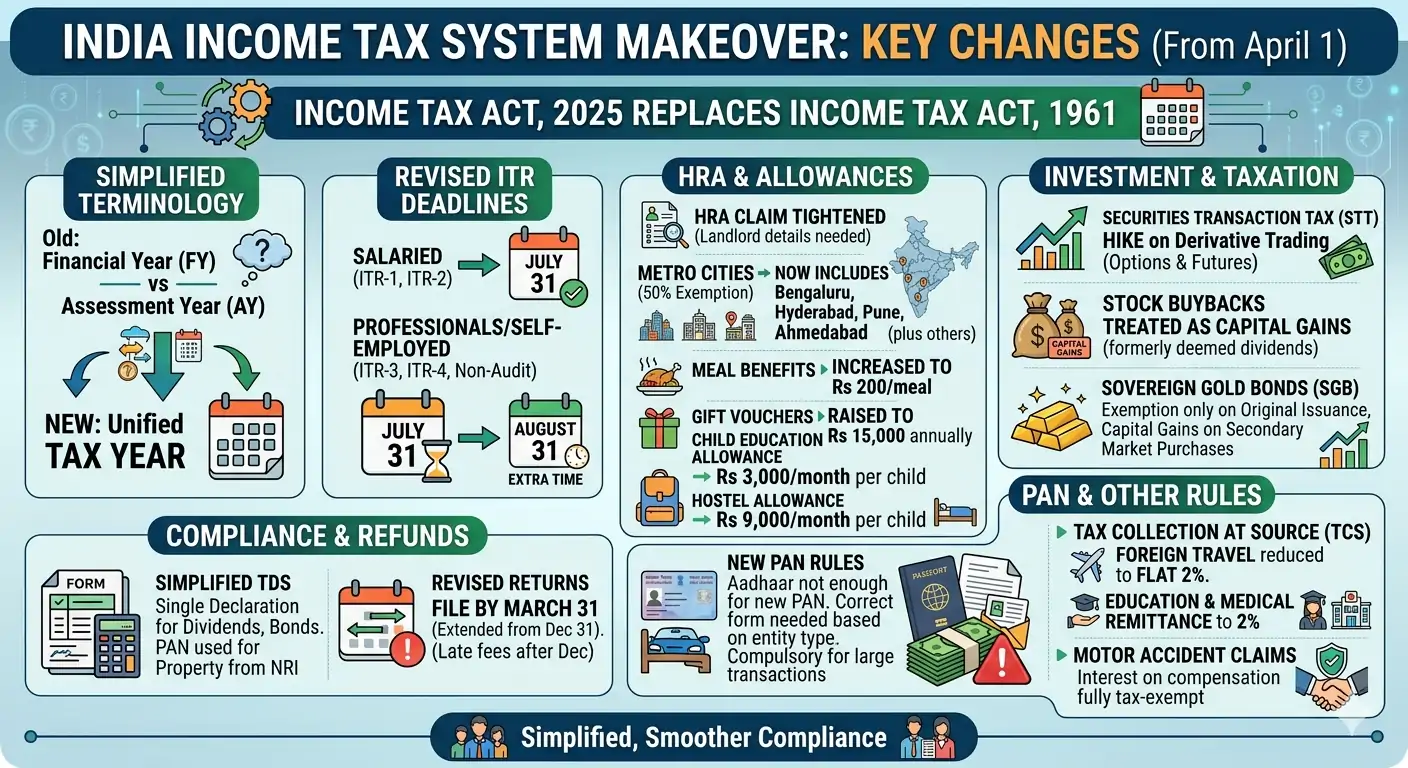 INDIA INCOME TAX SYSTEM MAKEOVER: KEY CHANGES (From April 1)
INCOME TAX ACT, 2025 REPLACES INCOME TAX ACT, 1961
SIMPLIFIED
TERMINOLOGY
Old:
Financial Year (FY)
vs
Assessment Year (AY)
?
NEW: Unified
TAX YEAR
REVISED ITR
DEADLINES
SALARIED
(ITR-1, ITR-2)
JULY
31
PROFESSIONALS/SELF-
EMPLOYED
(ITR-3, ITR-4, Non-Audit)
JULY
31
AUGUST
31
EXTRA TIME
HRA & ALLOWANCES
HRA CLAIM TIGHTENED
(Landlord details needed)
METRO CITIES
(50% Exemption)
NOW INCLUDES
Bengaluru,
Hyderabad, Pune,
Ahmedabad
(plus others)
MEAL BENEFITS
INCREASED TO
Rs 200/meal
GIFT VOUCHERS
RAISED TO
Rs 15,000 annually
CHILD EDUCATION
ALLOWANCE
Rs 3,000/month per child
HOSTEL ALLOWANCE
Rs 9,000/month per child
INVESTMENT & TAXATION
SECURITIES TRANSACTION TAX (STT)
HIKE on Derivative Trading
(Options & Futures)
$
$
CAPITAL
GAINS
STOCK BUYBACKS
TREATED AS CAPITAL GAINS
(formerly deemed dividends)
SOVEREIGN GOLD BONDS (SGB)
Exemption only on Original Issuance,
Capital Gains on Secondary
Market Purchases
COMPLIANCE & REFUNDS
FORM
SIMPLIFIED TDS
Single Declaration
for Dividends, Bonds.
PAN used for
Property from NRI
!
REVISED RETURNS
FILE BY MARCH 31
(Extended from Dec 31).
(Late fees after Dec)
NEW PAN RULES
Aadhaar not enough
for new PAN. Correct
form needed based
on entity type.
Compulsory for large
transactions
PASSPORT
!
PAN & OTHER RULES
TAX COLLECTION AT SOURCE (TCS)
FOREIGN TRAVEL reduced
to FLAT 2%.
EDUCATION & MEDICAL
REMITTANCE to 2%
MOTOR ACCIDENT CLAIMS
Interest on compensation
fully tax-exempt
Simplified, Smoother Compliance